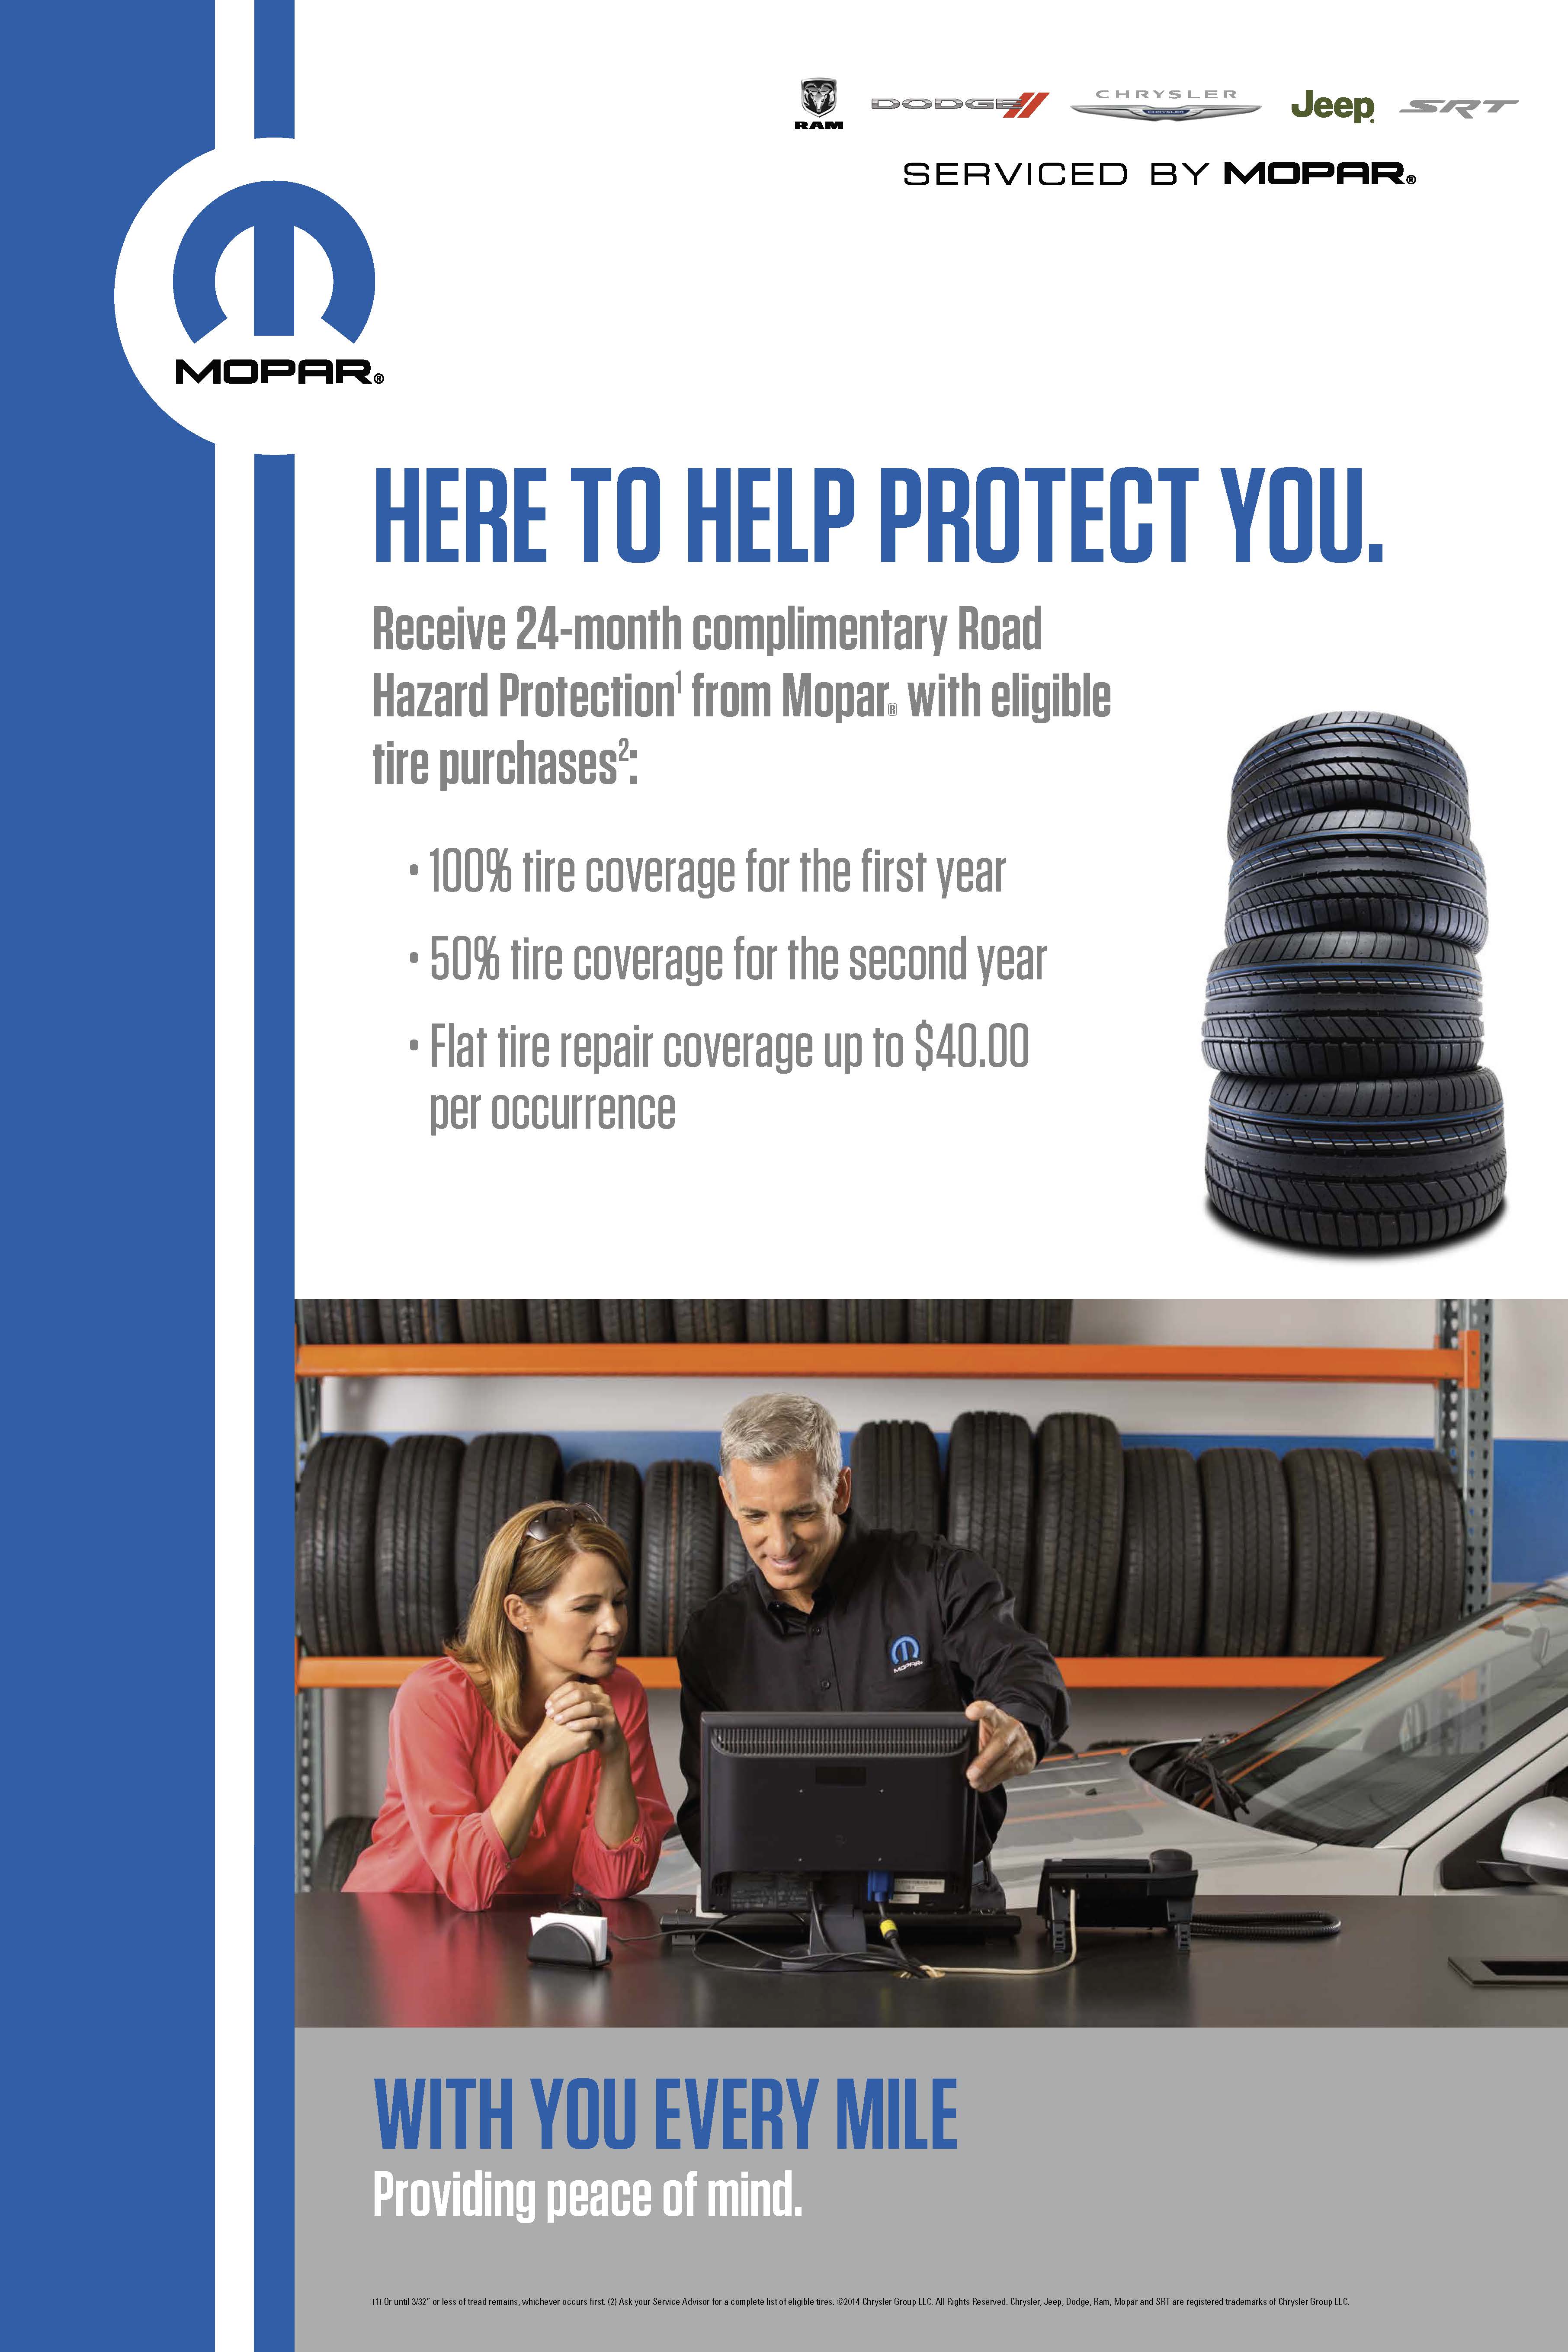 RAM DODGE CHRYSLER CHRYSLER Jeep® SRT
SERVICED BY MOPAR®
MOPAR®
HERE TO HELP PROTECT YOU.
Receive 24-month complimentary Road
Hazard Protection¹ from Mopar® with eligible
tire purchases²:
• 100% tire coverage for the first year
• 50% tire coverage for the second year
• Flat tire repair coverage up to $40.00
per occurrence
MOPAR
WITH YOU EVERY MILE
Providing peace of mind.
(1) Or until 3/32" or less of tread remains, whichever occurs first. (2) Ask your Service Advisor for a complete list of eligible tires. ©2014 Chrysler Group LLC. All Rights Reserved. Chrysler, Jeep, Dodge, Ram, Mopar and SRT are registered trademarks of Chrysler Group LLC.